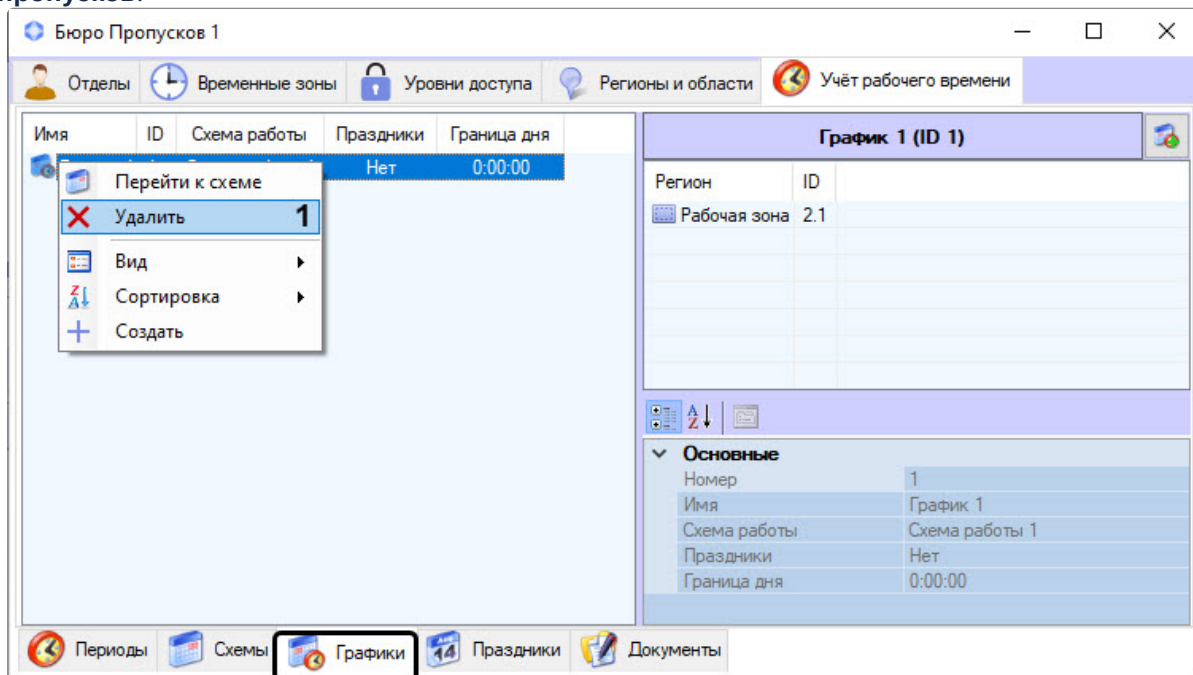 пропусков.
Бюро Пропусков 1
Отделы Временные зоны Уровни доступа Регионы и области Учёт рабочего времени
Имя ID Схема работы Праздники Граница дня
Нет 0:00:00
Перейти к схеме
Удалить 1
Вид
Сортировка
Создать
График 1 (ID 1)
Регион ID
Рабочая зона 2.1
Основные
Номер 1
Имя График 1
Схема работы Схема работы 1
Праздники Нет
Граница дня 0:00:00
Периоды Схемы Графики 14 Праздники Документы